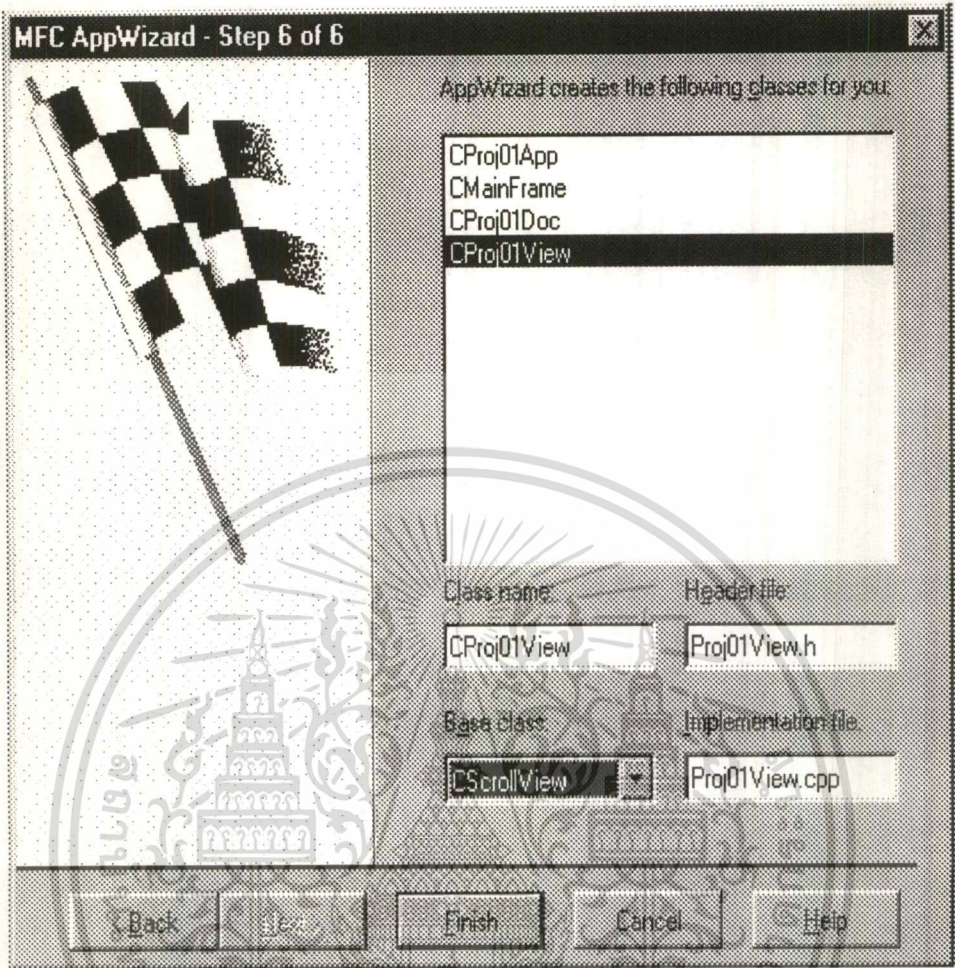 MFC AppWizard - Step 6 of 6
AppWizard creates the following classes for you:
CProj01App
CMainFrame
CProj01Doc
CProj01View
Class name:
Header file:
CProj01View
Proj01View.h
Base class:
Implementation file:
CScrollView
Proj01View.cpp
< Back
Next >
Finish
Cancel
Help